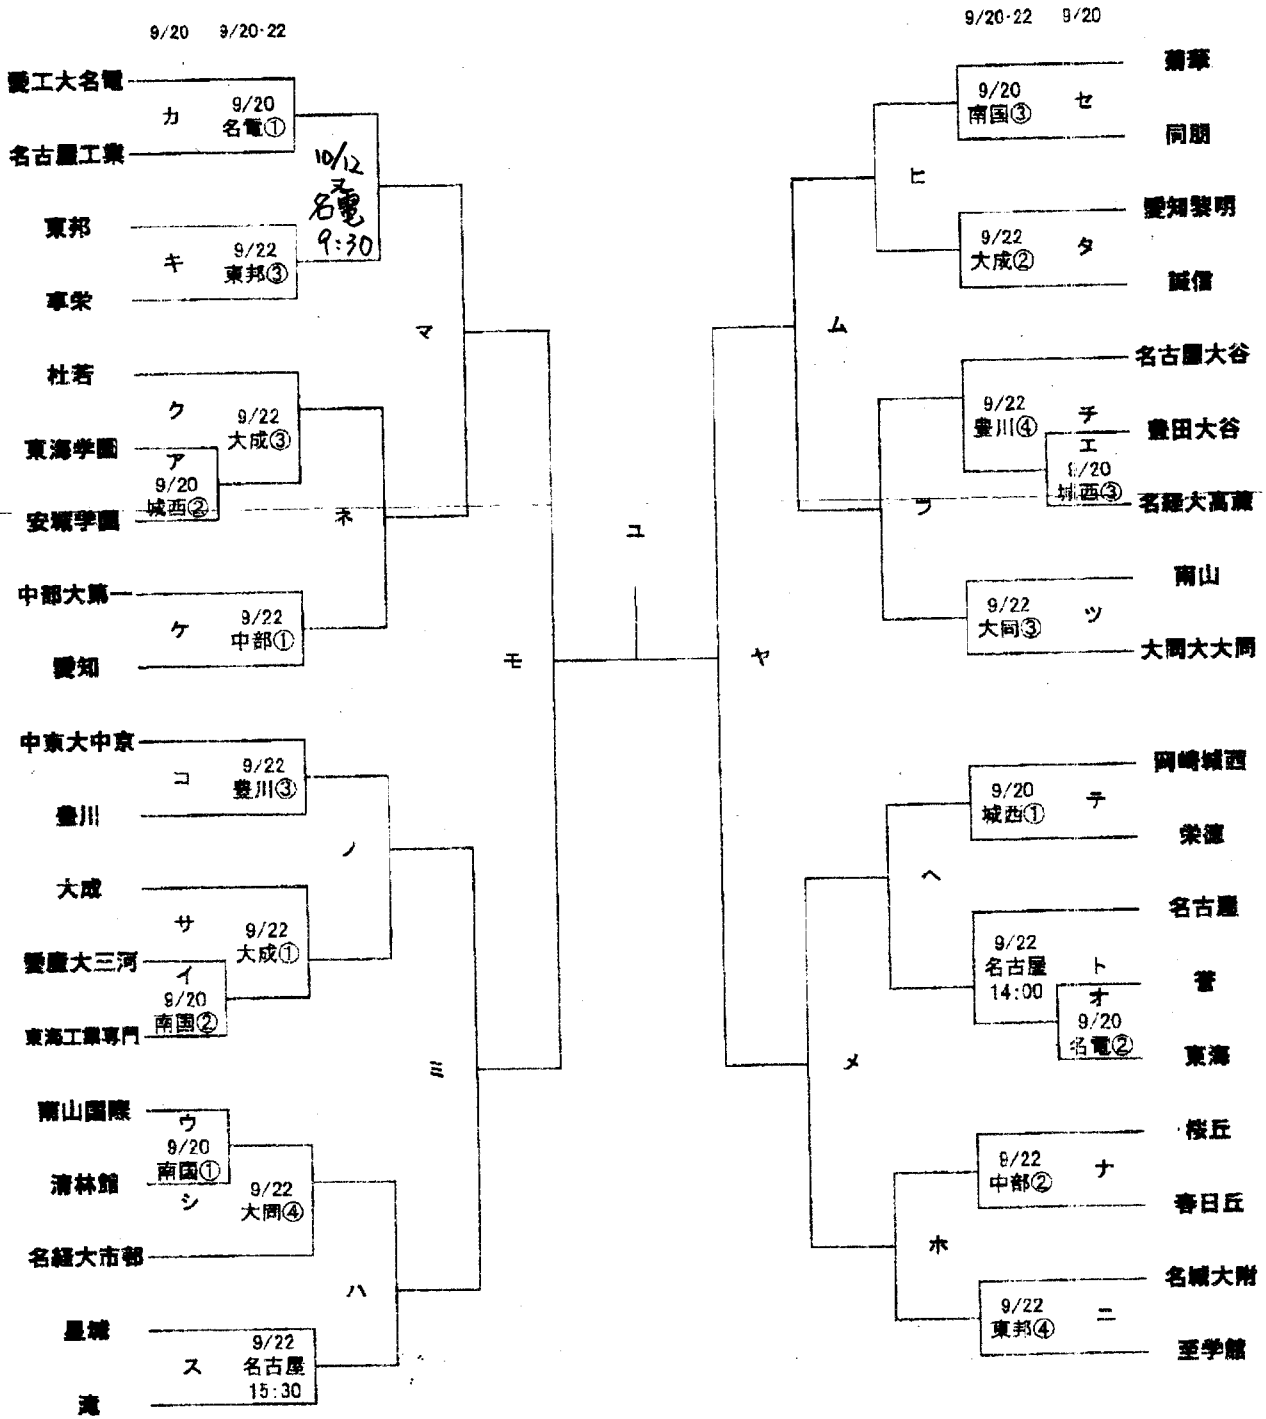 9/20 9/20·22
愛工大名電
カ
9/20
名電①
名古屋工業
10/12
ヌ
名電
9:30
東邦
キ
9/22
東邦③
享栄
マ
杜若
ク
9/22
大成③
東海学園
ア
9/20
城西②
安城学園
ネ
中部大第一
ケ
9/22
中部①
愛知
モ
中京大中京
コ
9/22
豊川③
豊川
ノ
大成
サ
9/22
大成①
愛産大三河
イ
9/20
南国②
東海工業専門
ミ
南山国際
ウ
9/20
南国①
清林館
シ
9/22
大同④
名経大市邨
ハ
星城
ス
9/22
名古屋
15:30
滝
ユ
9/20·22 9/20
菊華
9/20
南国③
セ
同朋
ヒ
愛知黎明
9/22
大成②
タ
誠信
ム
名古屋大谷
9/22
豊川④
チ
豊田大谷
エ
9/20
城西③
名経大高蔵
フ
南山
9/22
大同③
ツ
大同大大同
ヤ
岡崎城西
9/20
城西①
テ
栄徳
ヘ
名古屋
9/22
名古屋
14:00
ト
誉
オ
9/20
名電②
東海
メ
桜丘
9/22
中部②
ナ
春日丘
ホ
名城大附
9/22
東邦④
ニ
至学館